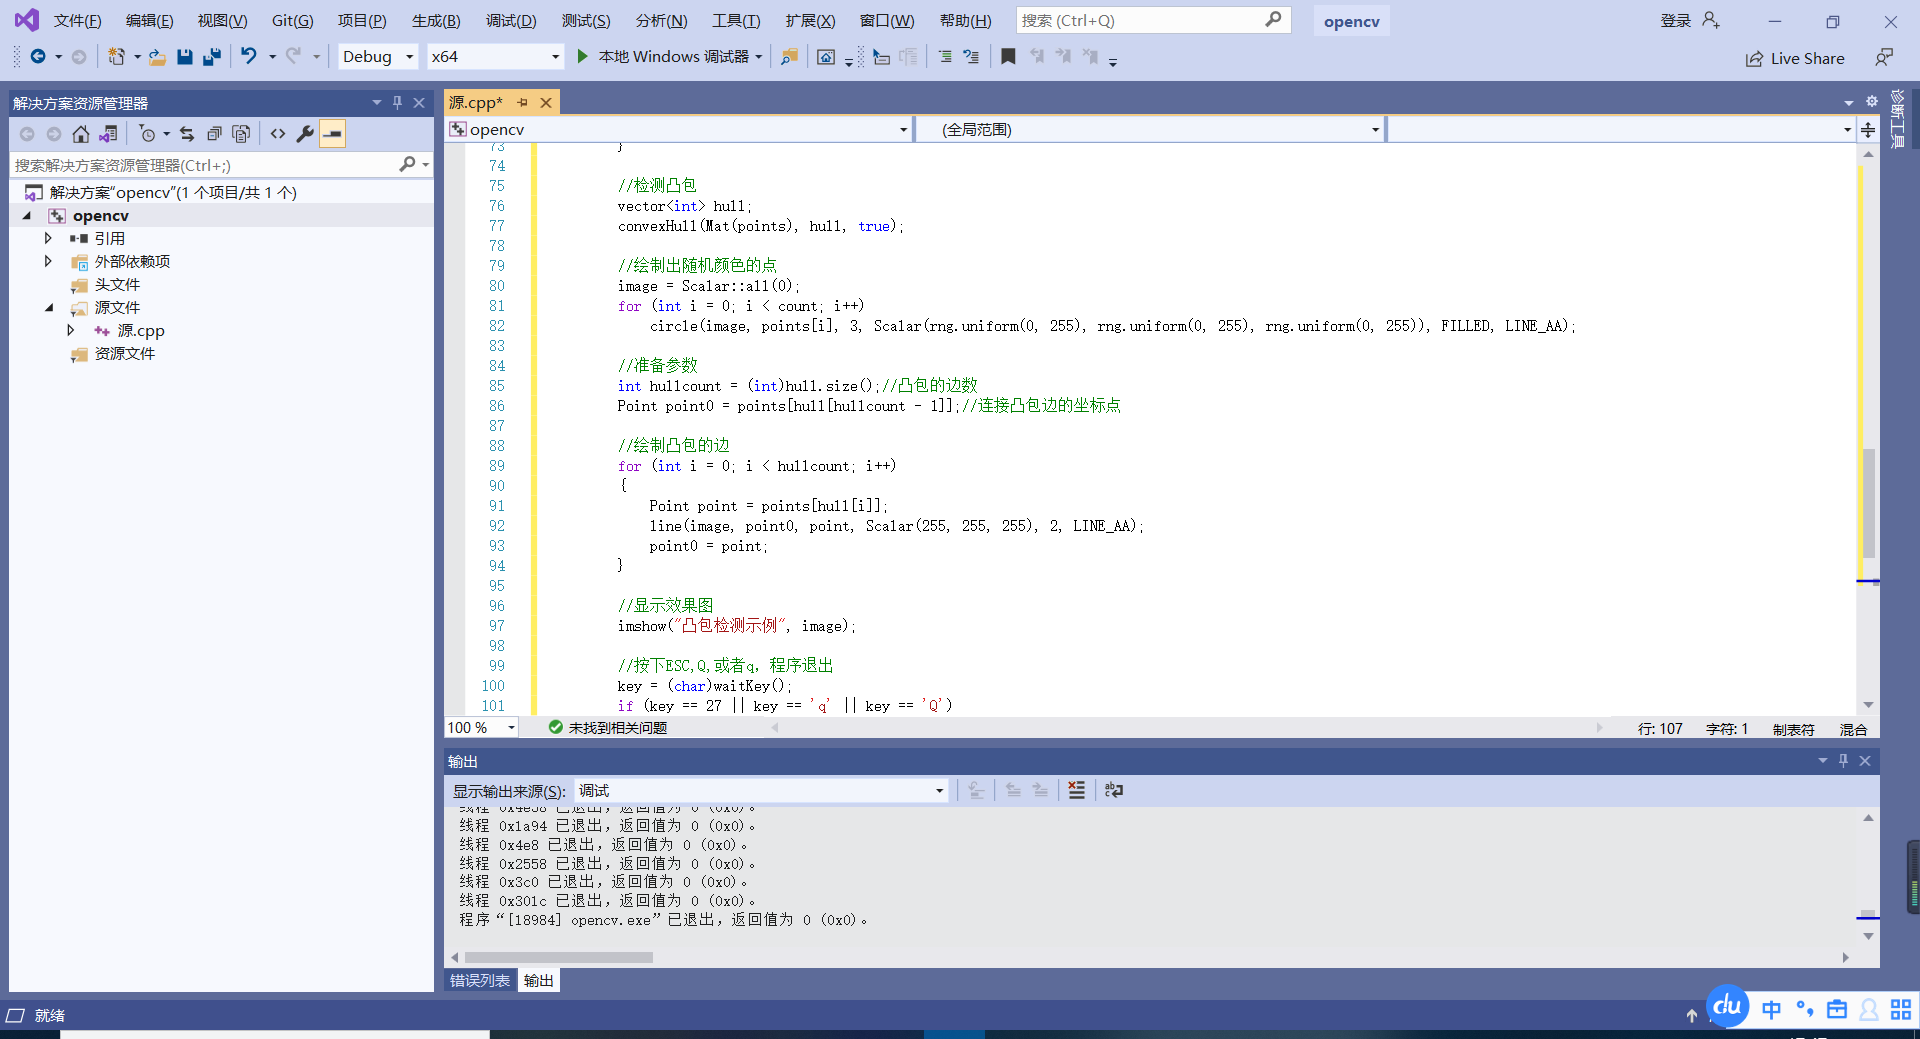 文件(F) 编辑(E) 视图(V) Git(G) 项目(P) 生成(B) 调试(D) 测试(S) 分析(N) 工具(T) 扩展(X) 窗口(W) 帮助(H) 搜索 (Ctrl+Q) opencv 登录
Debug x64 本地 Windows 调试器 Live Share
解决方案资源管理器
搜索解决方案资源管理器(Ctrl+;)
解决方案“opencv”(1 个项目/共 1 个)
opencv
引用
外部依赖项
头文件
源文件
源.cpp
资源文件
源.cpp*
opencv (全局范围)
诊断工具
73 }
74
75 //检测凸包
76 vector<int> hull;
77 convexHull(Mat(points), hull, true);
78
79 //绘制出随机颜色的点
80 image = Scalar::all(0);
81 for (int i = 0; i < count; i++)
82 circle(image, points[i], 3, Scalar(rng.uniform(0, 255), rng.uniform(0, 255), rng.uniform(0, 255)), FILLED, LINE_AA);
83
84 //准备参数
85 int hullcount = (int)hull.size();//凸包的边数
86 Point point0 = points[hull[hullcount - 1]];//连接凸包边的坐标点
87
88 //绘制凸包的边
89 for (int i = 0; i < hullcount; i++)
90 {
91 Point point = points[hull[i]];
92 line(image, point0, point, Scalar(255, 255, 255), 2, LINE_AA);
93 point0 = point;
94 }
95
96 //显示效果图
97 imshow("凸包检测示例", image);
98
99 //按下ESC,Q,或者q，程序退出
100 key = (char)waitKey();
101 if (key == 27 || key == 'q' || key == 'Q')
100 % 未找到相关问题 行: 107 字符: 1 制表符 混合
输出
显示输出来源(S): 调试
线程 0x4e38 已退出，返回值为 0 (0x0)。
线程 0x1a94 已退出，返回值为 0 (0x0)。
线程 0x4e8 已退出，返回值为 0 (0x0)。
线程 0x2558 已退出，返回值为 0 (0x0)。
线程 0x3c0 已退出，返回值为 0 (0x0)。
线程 0x301c 已退出，返回值为 0 (0x0)。
程序“[18984] opencv.exe”已退出，返回值为 0 (0x0)。
错误列表 输出
就绪
du 中